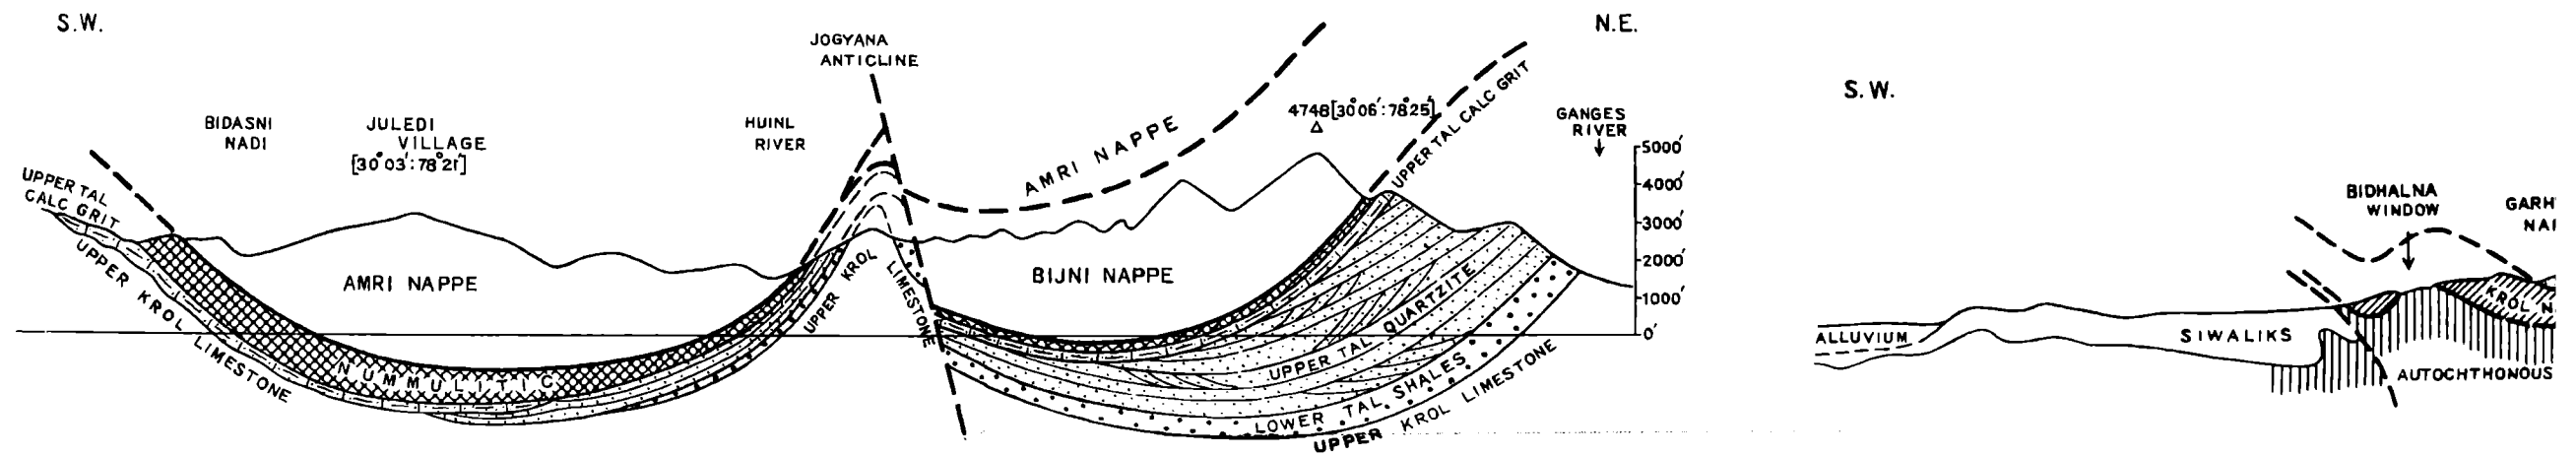 S.W.
JOGYANA
ANTICLINE
N.E.
BIDASNI
NADI
JULEDI
VILLAGE
[30°03′:78°21′]
HUINL
RIVER
AMRI NAPPE
4748[30°06′:78°25′]
UPPER TAL CALC GRIT
GANGES
RIVER
5000′
4000′
3000′
2000′
1000′
0′
UPPER TAL
CALC GRIT
UPPER KROL LIMESTONE
AMRI NAPPE
NUMMULITIC
UPPER KROL LIMESTONE
BIJNI NAPPE
UPPER TAL QUARTZITE
LOWER TAL SHALES
UPPER KROL LIMESTONE
S.W.
BIDHALNA
WINDOW
GARH
NAI
KROL N
ALLUVIUM
SIWALIKS
AUTOCHTHONOUS